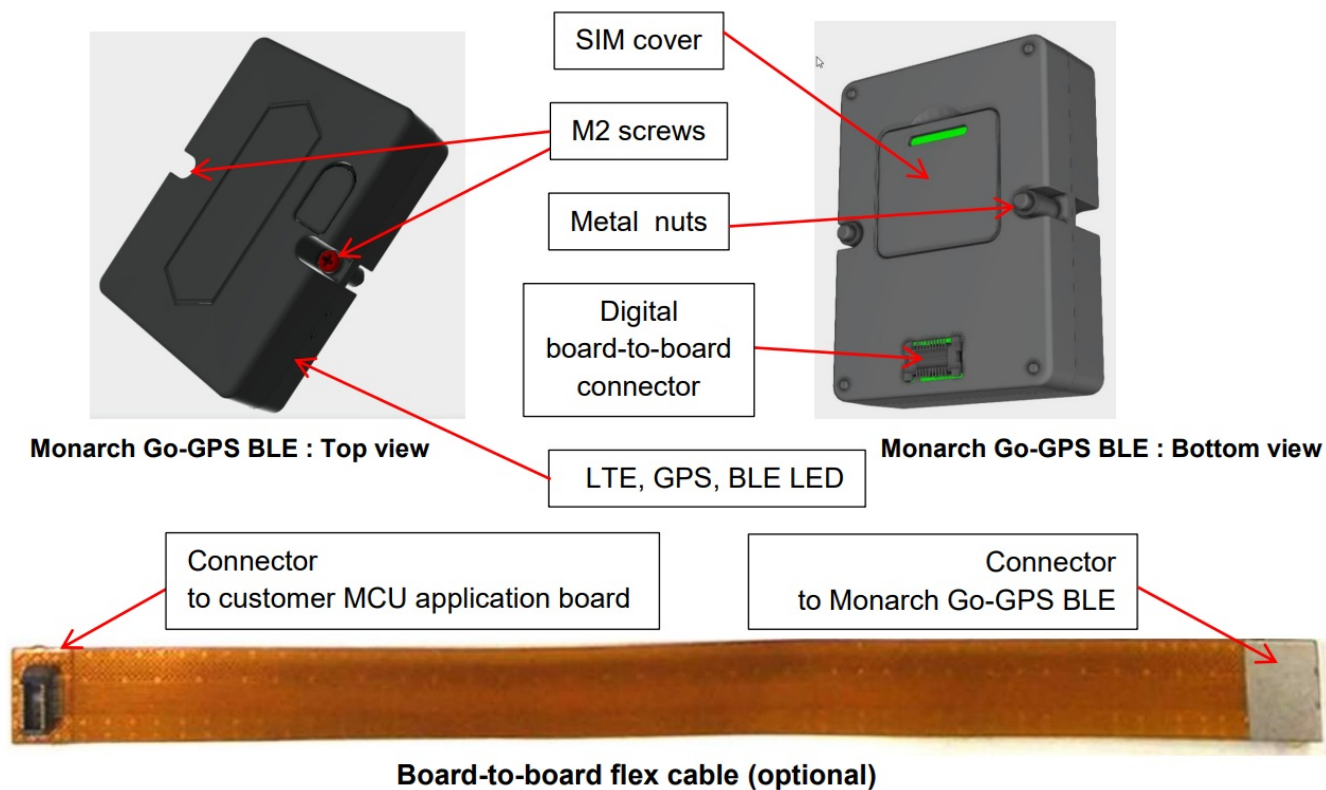 SIM cover
M2 screws
Metal nuts
Digital
board-to-board
connector
Monarch Go-GPS BLE : Top view
Monarch Go-GPS BLE : Bottom view
LTE, GPS, BLE LED
Connector
to customer MCU application board
Connector
to Monarch Go-GPS BLE
Board-to-board flex cable (optional)